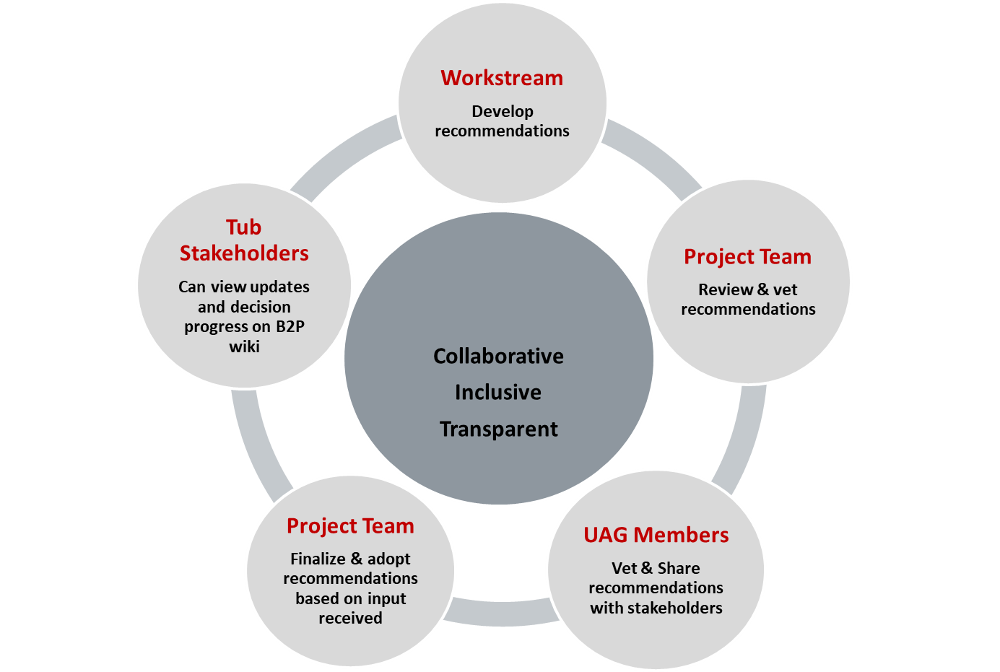 Workstream
Develop
recommendations
Project Team
Review & vet
recommendations
UAG Members
Vet & Share
recommendations
with stakeholders
Project Team
Finalize & adopt
recommendations
based on input
received
Tub
Stakeholders
Can view updates
and decision
progress on B2P
wiki
Collaborative
Inclusive
Transparent